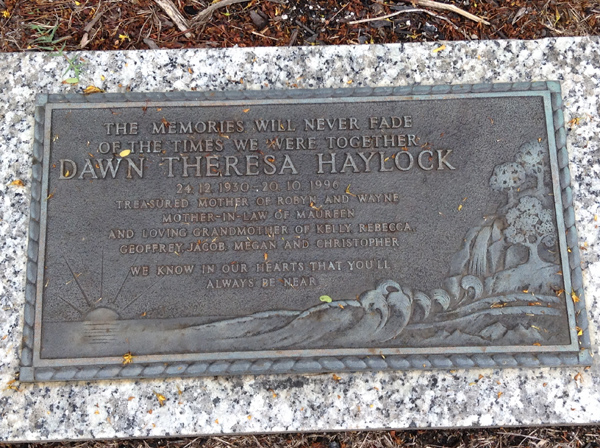 THE MEMORIES WILL NEVER FADE
OF THE TIMES WE WERE TOGETHER
DAWN THERESA HAYLOCK
24.12.1930 - 20.10.1996
TREASURED MOTHER OF ROBYN AND WAYNE
MOTHER-IN-LAW OF MAUREEN
AND LOVING GRANDMOTHER OF KELLY, REBECCA,
GEOFFREY, JACOB, MEGAN AND CHRISTOPHER
WE KNOW IN OUR HEARTS THAT YOU'LL
ALWAYS BE NEAR